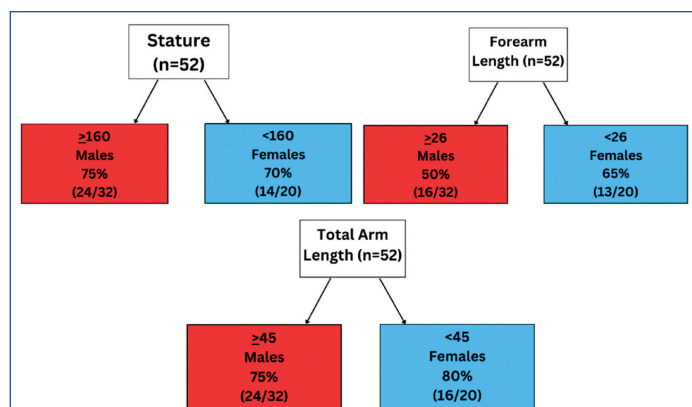 Stature
(n=52)
≥160
Males
75%
(24/32)
<160
Females
70%
(14/20)
Forearm
Length (n=52)
≥26
Males
50%
(16/32)
<26
Females
65%
(13/20)
Total Arm
Length (n=52)
≥45
Males
75%
(24/32)
<45
Females
80%
(16/20)